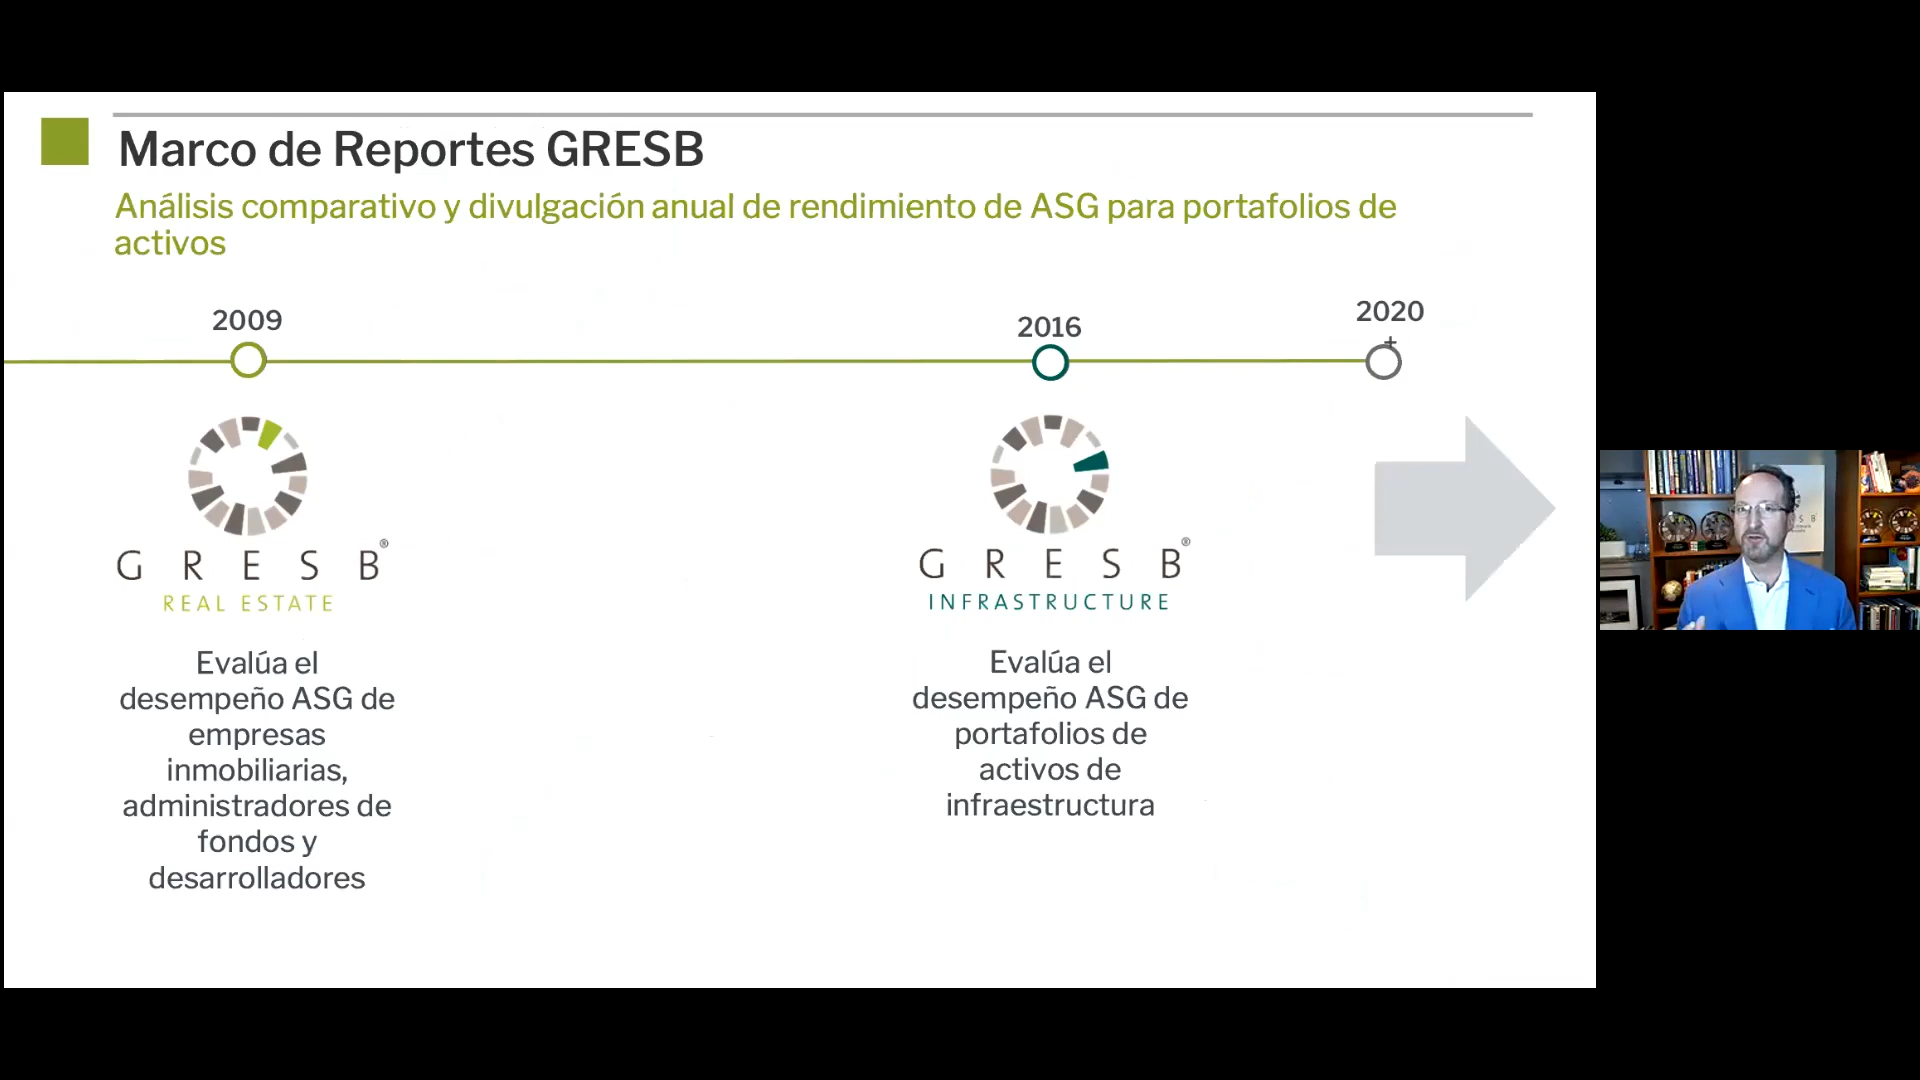 Marco de Reportes GRESB
Análisis comparativo y divulgación anual de rendimiento de ASG para portafolios de
activos
2009
2016
2020
+
GRESB®
REAL ESTATE
Evalúa el
desempeño ASG de
empresas
inmobiliarias,
administradores de
fondos y
desarrolladores
GRESB®
INFRASTRUCTURE
Evalúa el
desempeño ASG de
portafolios de
activos de
infraestructura